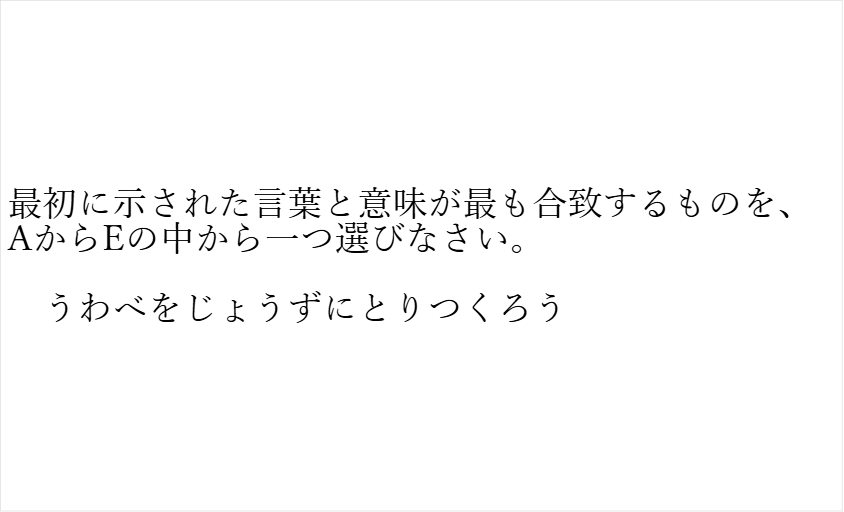 最初に示された言葉と意味が最も合致するものを、
AからEの中から一つ選びなさい。
うわべをじょうずにとりつくろう